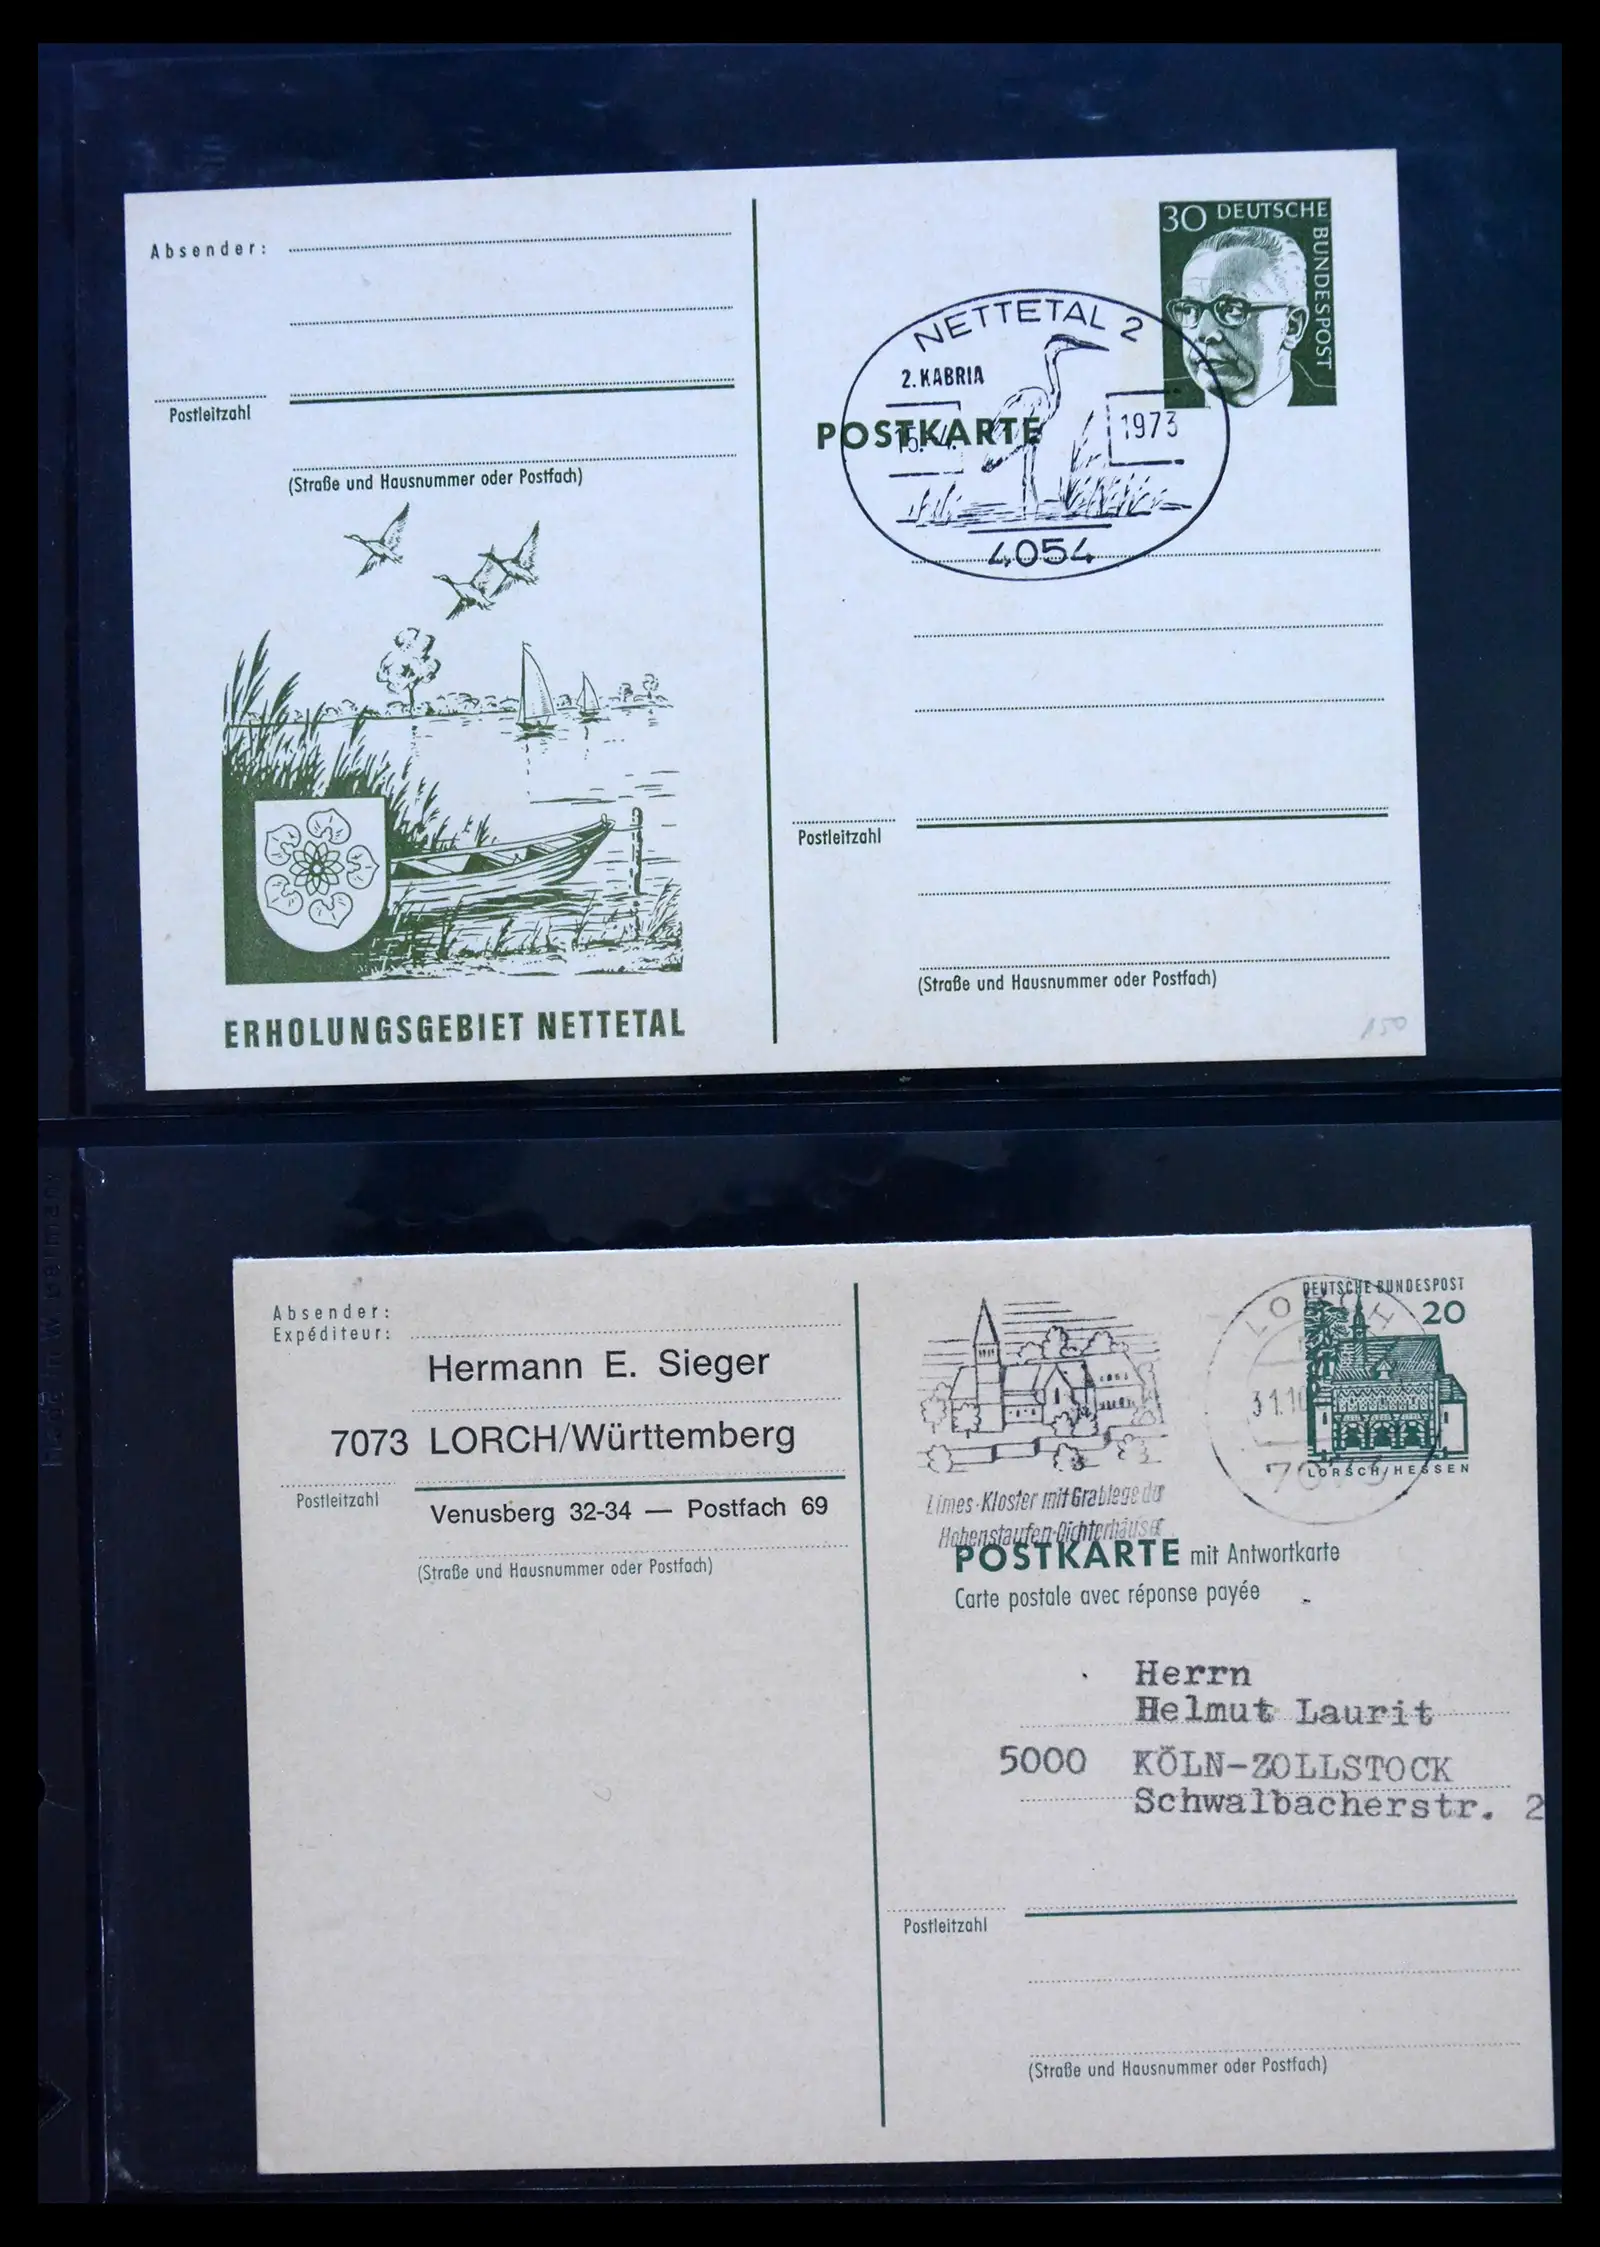 Absender:
Postleitzahl
(Straße und Hausnummer oder Postfach)
ERHOLUNGSGEBIET NETTETAL
30 DEUTSCHE
BUNDESPOST
NETTETAL 2
2. KABRIA
1973
POSTKARTE
4054
Postleitzahl
(Straße und Hausnummer oder Postfach)
150
Absender:
Expéditeur:
Hermann E. Sieger
7073 LORCH/Württemberg
Postleitzahl
Venusberg 32-34 — Postfach 69
(Straße und Hausnummer oder Postfach)
DEUTSCHE BUNDESPOST
20
LORSCH/HESSEN
LORCH
Limes-Kloster mit Grablege der
Hohenstaufen-Dichterhäuser
POSTKARTE mit Antwortkarte
Carte postale avec réponse payée
Herrn
Helmut Laurit
5000 KÖLN-ZOLLSTOCK
Schwalbacherstr. 2
Postleitzahl
(Straße und Hausnummer oder Postfach)